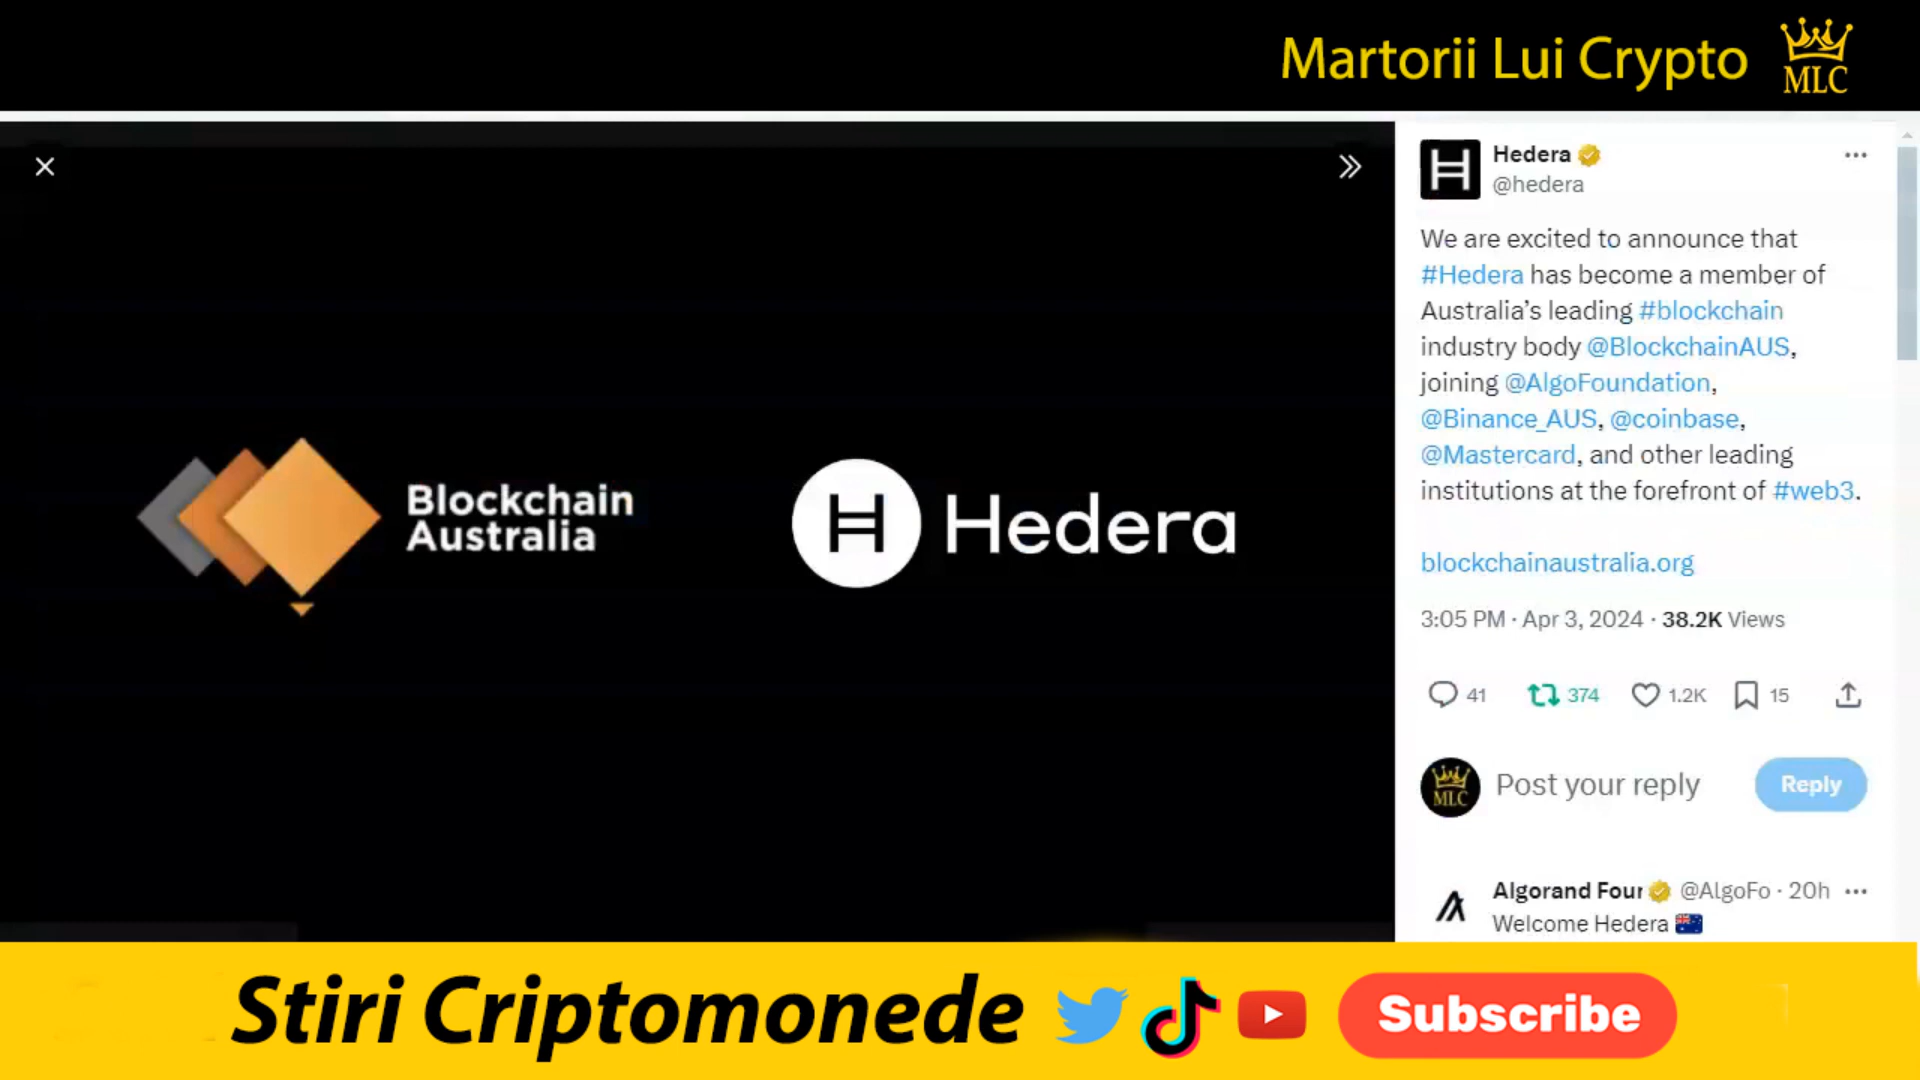 Martorii Lui Crypto
MLC
Blockchain
Australia
H Hedera
Hedera
@hedera
We are excited to announce that
#Hedera has become a member of
Australia’s leading #blockchain
industry body @BlockchainAUS,
joining @AlgoFoundation,
@Binance_AUS, @coinbase,
@Mastercard, and other leading
institutions at the forefront of #web3.
blockchainaustralia.org
3:05 PM · Apr 3, 2024 · 38.2K Views
41 374 1.2K 15
MLC Post your reply Reply
Algorand Four @AlgoFo · 20h
Welcome Hedera 🇦🇺
Stiri Criptomonede Subscribe